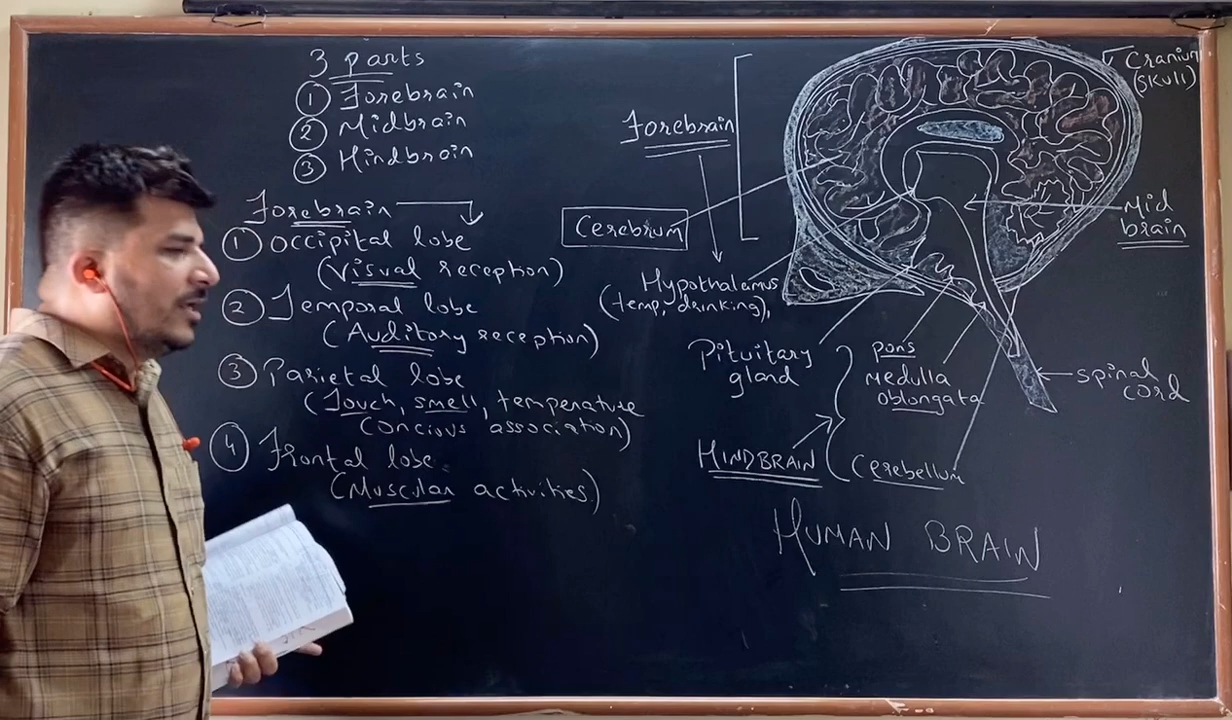 3 parts
① Forebrain
② Midbrain
③ Hindbrain
Forebrain
① Occipital lobe
(Visual reception)
② Temporal lobe
(Auditory reception)
③ Parietal lobe
(Touch, smell, temperature
Concious association)
④ Frontal lobe
(Muscular activities)
Forebrain
Cerebrum
Hypothalamus
(temp, drinking),
Pituitary
gland
Pons
Medulla
Oblongata
HINDBRAIN
Cerebellum
Cranium
(Skull)
Mid
brain
Spinal
Cord
HUMAN BRAIN